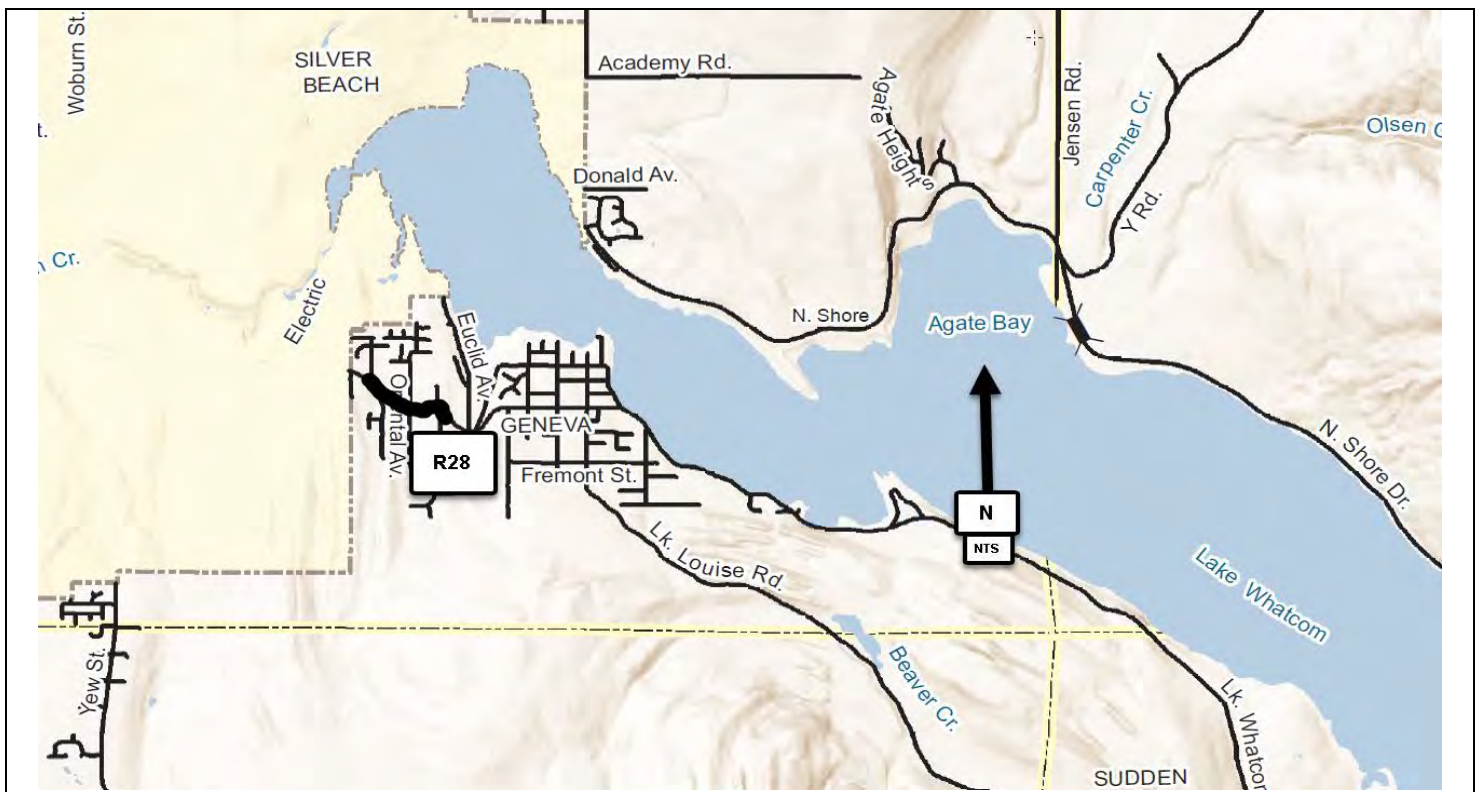 Woburn St.
SILVER
BEACH
Academy Rd.
Agate Heights
Jensen Rd.
Carpenter Cr.
Olsen C
t.
Donald Av.
Y Rd.
n Cr.
Electric
Euclid Av.
N. Shore
Agate Bay
GENEVA
R28
Fremont St.
N. Shore Dr.
N
NTS
Lk. Louise Rd.
Lake Whatcom
Yew St.
Beaver Cr.
Lk. Whatcom
SUDDEN